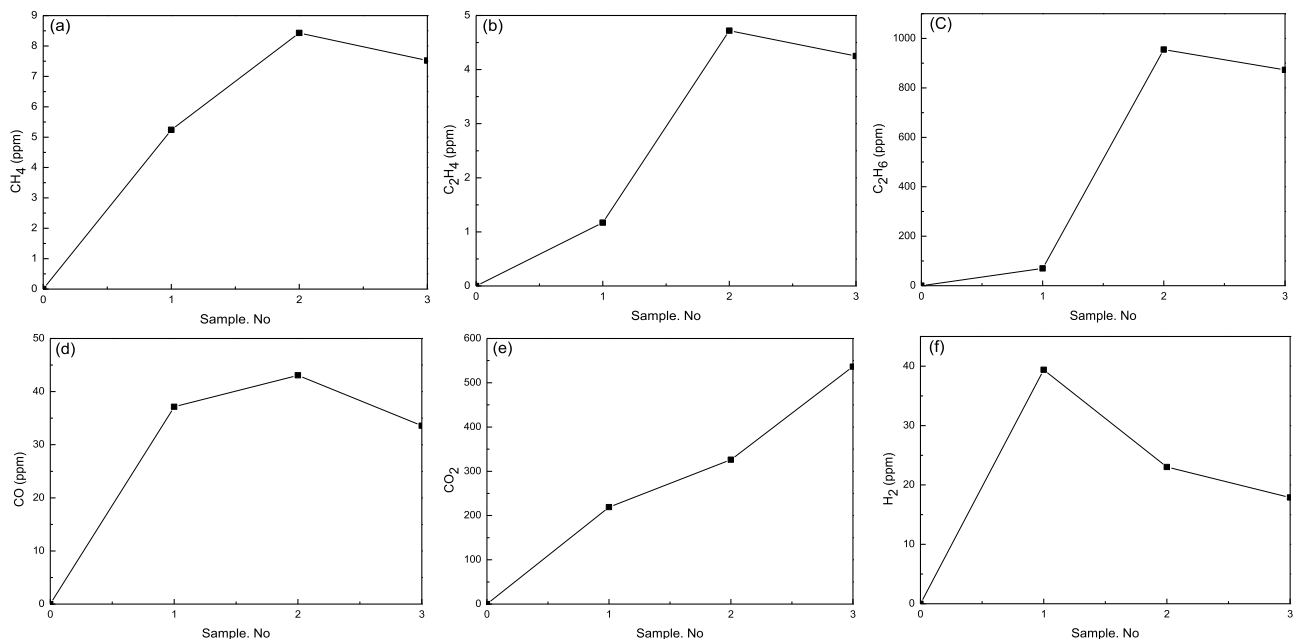 (a)
9
8
7
6
5
4
3
2
1
0
CH4 (ppm)
0 1 2 3
Sample. No
(b)
5
4
3
2
1
0
C2H4 (ppm)
0 1 2 3
Sample. No
(C)
1000
800
600
400
200
0
C2H6 (ppm)
0 1 2 3
Sample. No
(d)
50
40
30
20
10
0
CO (ppm)
0 1 2 3
Sample. No
(e)
600
500
400
300
200
100
0
CO2
0 1 2 3
Sample. No
(f)
40
30
20
10
0
H2 (ppm)
0 1 2 3
Sample. No